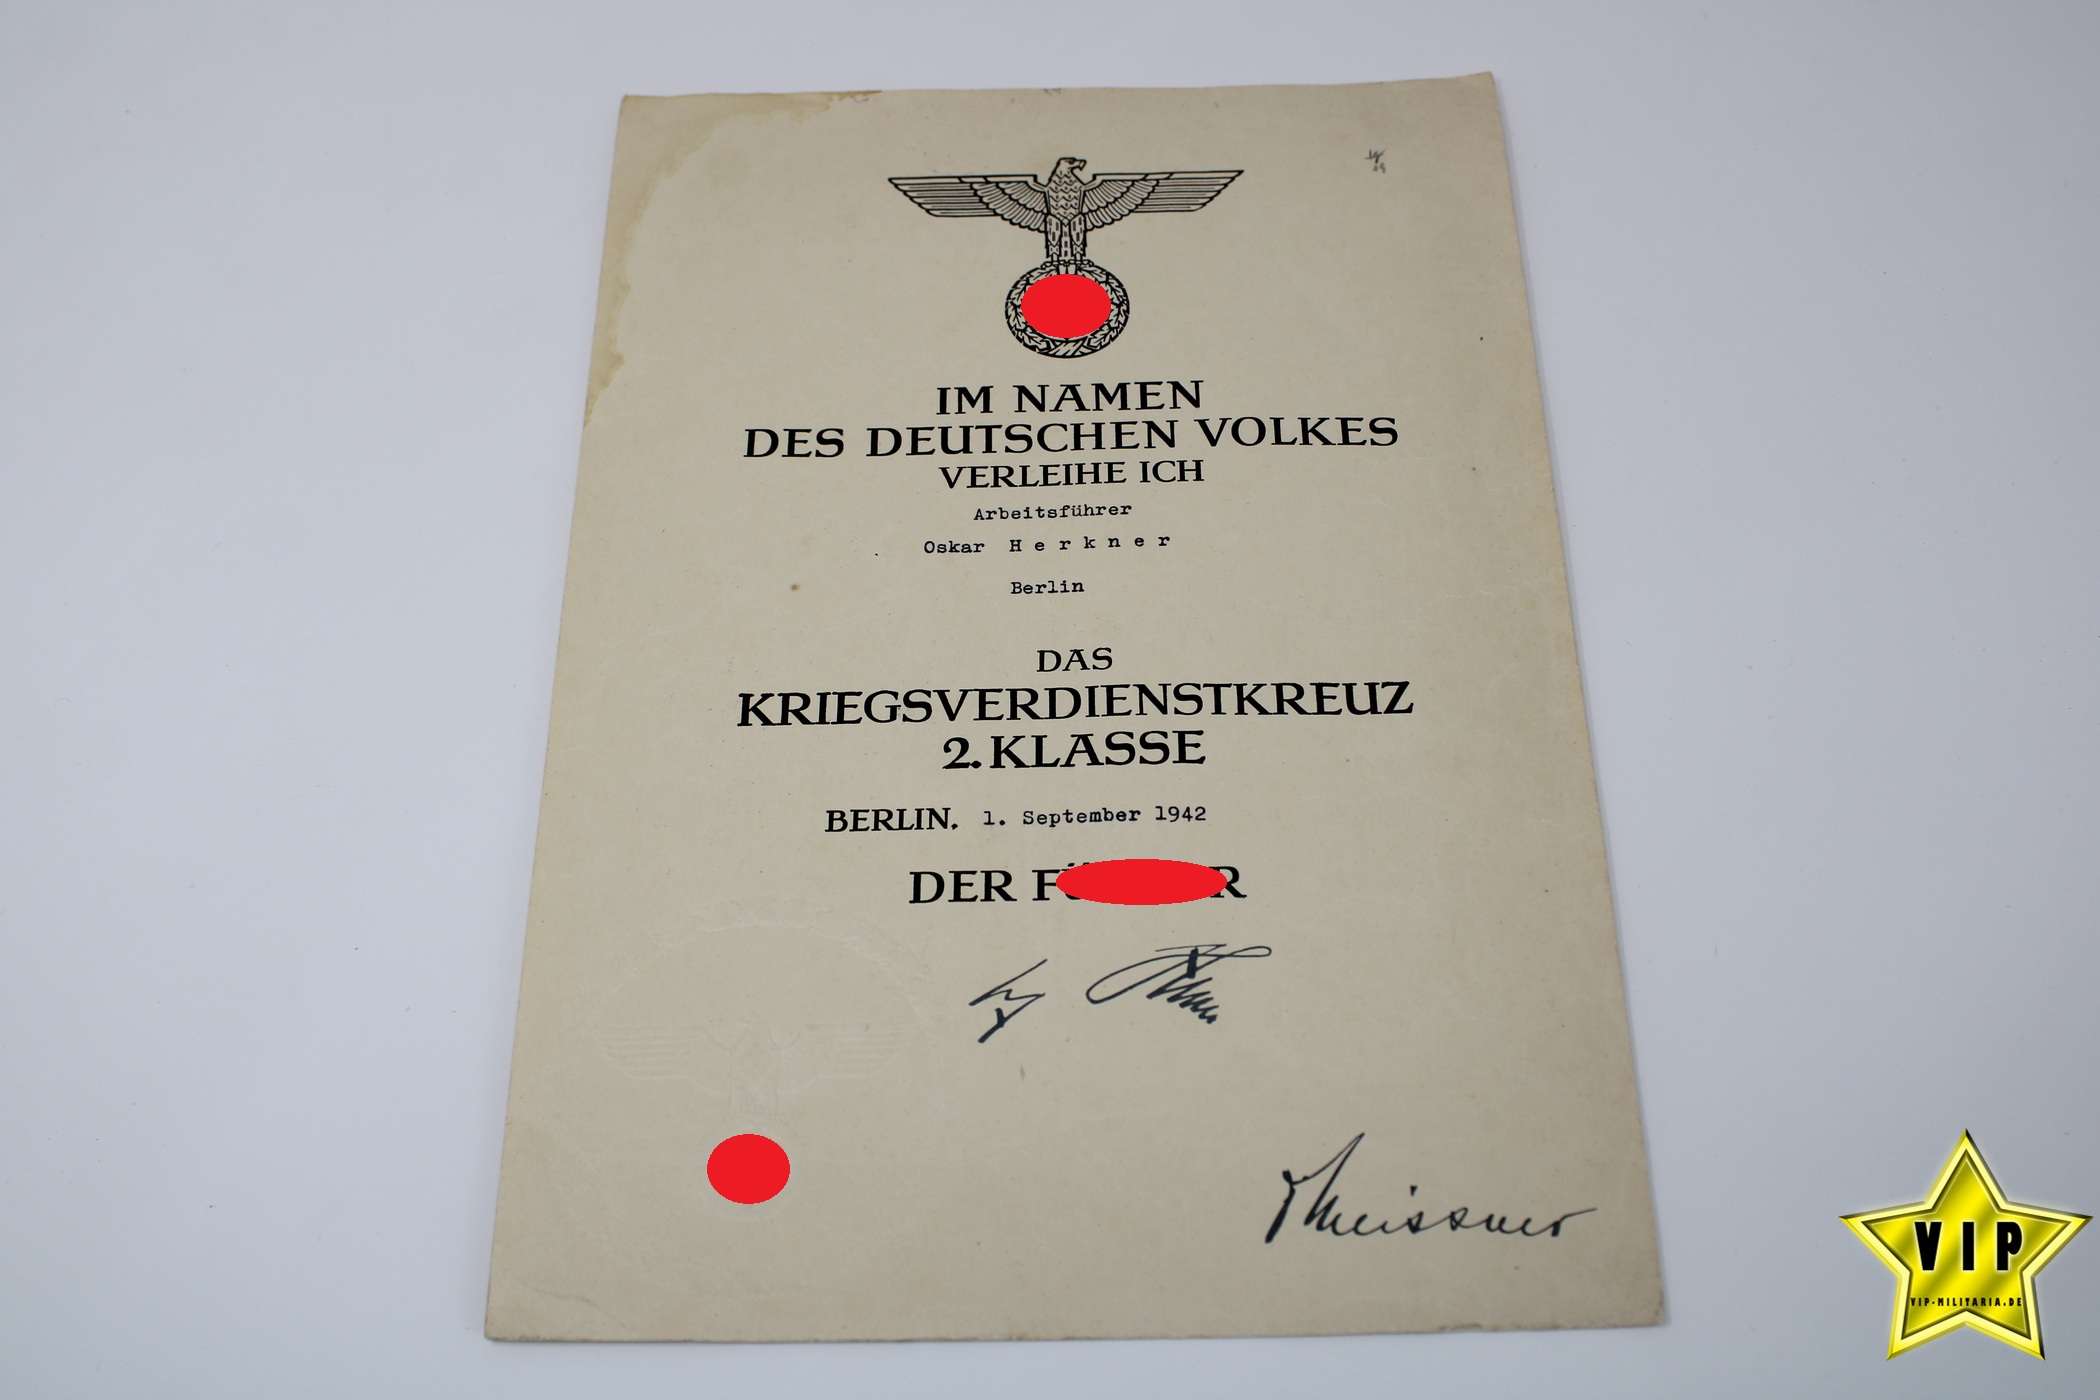 IM NAMEN
DES DEUTSCHEN VOLKES
VERLEIHE ICH
Arbeitsführer
Oskar H e r k n e r
Berlin
DAS
KRIEGSVERDIENSTKREUZ
2. KLASSE
BERLIN, 1. September 1942
DER F R
Meissner
VIP
VIP-MILITARIA.DE